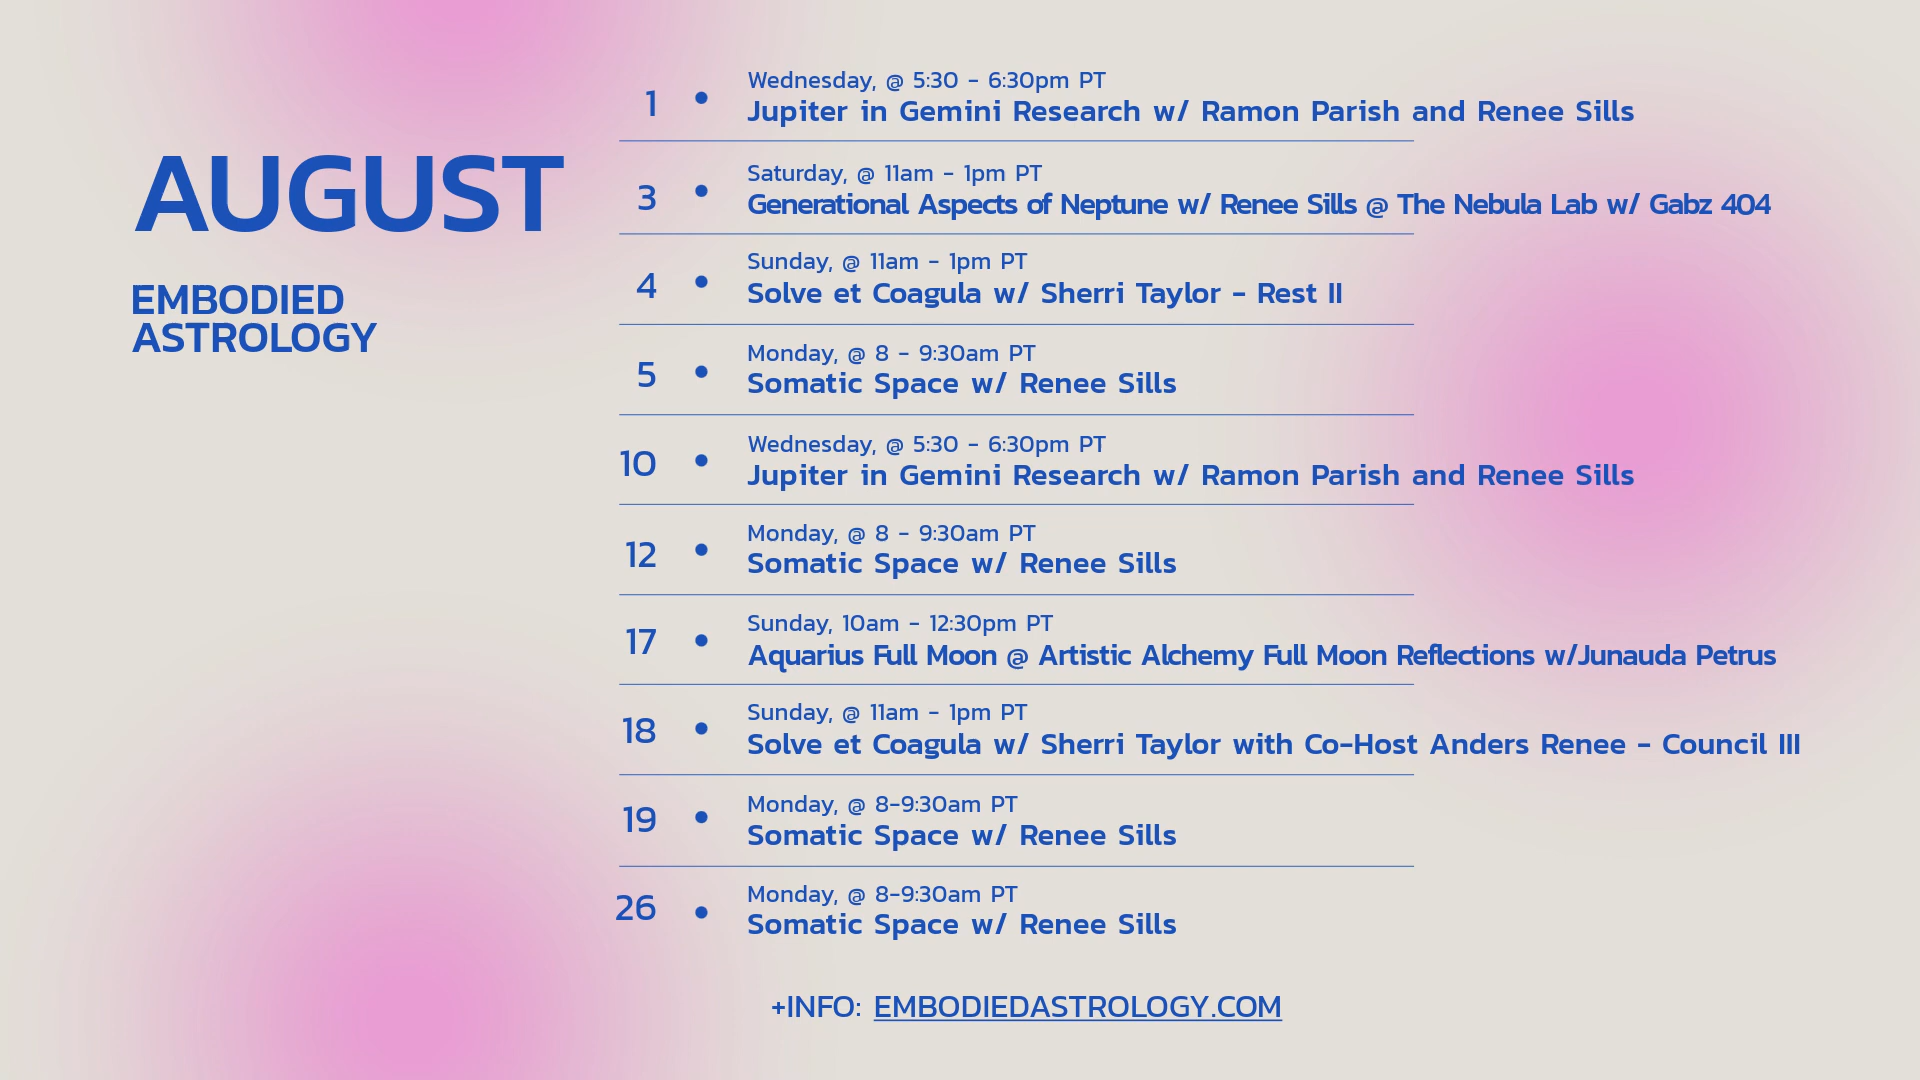 AUGUST
EMBODIED
ASTROLOGY
1 • Wednesday, @ 5:30 - 6:30pm PT
Jupiter in Gemini Research w/ Ramon Parish and Renee Sills
3 • Saturday, @ 11am - 1pm PT
Generational Aspects of Neptune w/ Renee Sills @ The Nebula Lab w/ Gabz 404
4 • Sunday, @ 11am - 1pm PT
Solve et Coagula w/ Sherri Taylor - Rest II
5 • Monday, @ 8 - 9:30am PT
Somatic Space w/ Renee Sills
10 • Wednesday, @ 5:30 - 6:30pm PT
Jupiter in Gemini Research w/ Ramon Parish and Renee Sills
12 • Monday, @ 8 - 9:30am PT
Somatic Space w/ Renee Sills
17 • Sunday, 10am - 12:30pm PT
Aquarius Full Moon @ Artistic Alchemy Full Moon Reflections w/Junauda Petrus
18 • Sunday, @ 11am - 1pm PT
Solve et Coagula w/ Sherri Taylor with Co-Host Anders Renee - Council III
19 • Monday, @ 8-9:30am PT
Somatic Space w/ Renee Sills
26 • Monday, @ 8-9:30am PT
Somatic Space w/ Renee Sills
+INFO: EMBODIEDASTROLOGY.COM